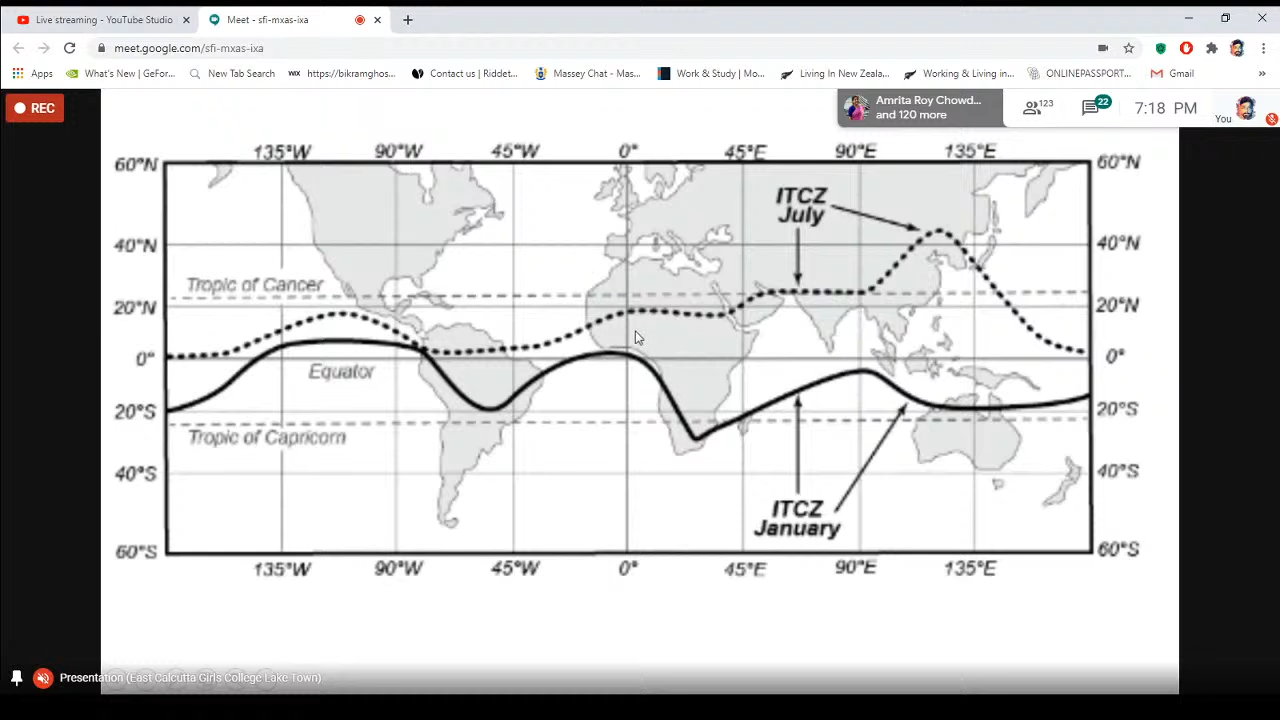 Live streaming - YouTube Studio
Meet - sfi-mxas-ixa
meet.google.com/sfi-mxas-ixa
Apps
What's New | GeFor...
New Tab Search
WIX
https://bikramghos...
Contact us | Riddet...
Massey Chat - Mas...
Work & Study | Mo...
Living In New Zeala...
Working & Living in...
ONLINEPASSPORT...
Gmail
»
REC
Amrita Roy Chowd...
and 120 more
123
22
7:18 PM
You
135°W 90°W 45°W 0° 45°E 90°E 135°E
60°N 60°N
ITCZ
July
40°N 40°N
Tropic of Cancer
20°N 20°N
0° 0°
Equator
20°S 20°S
Tropic of Capricorn
40°S 40°S
ITCZ
January
60°S 60°S
135°W 90°W 45°W 0° 45°E 90°E 135°E
Presentation (East Calcutta Girls College Lake Town)